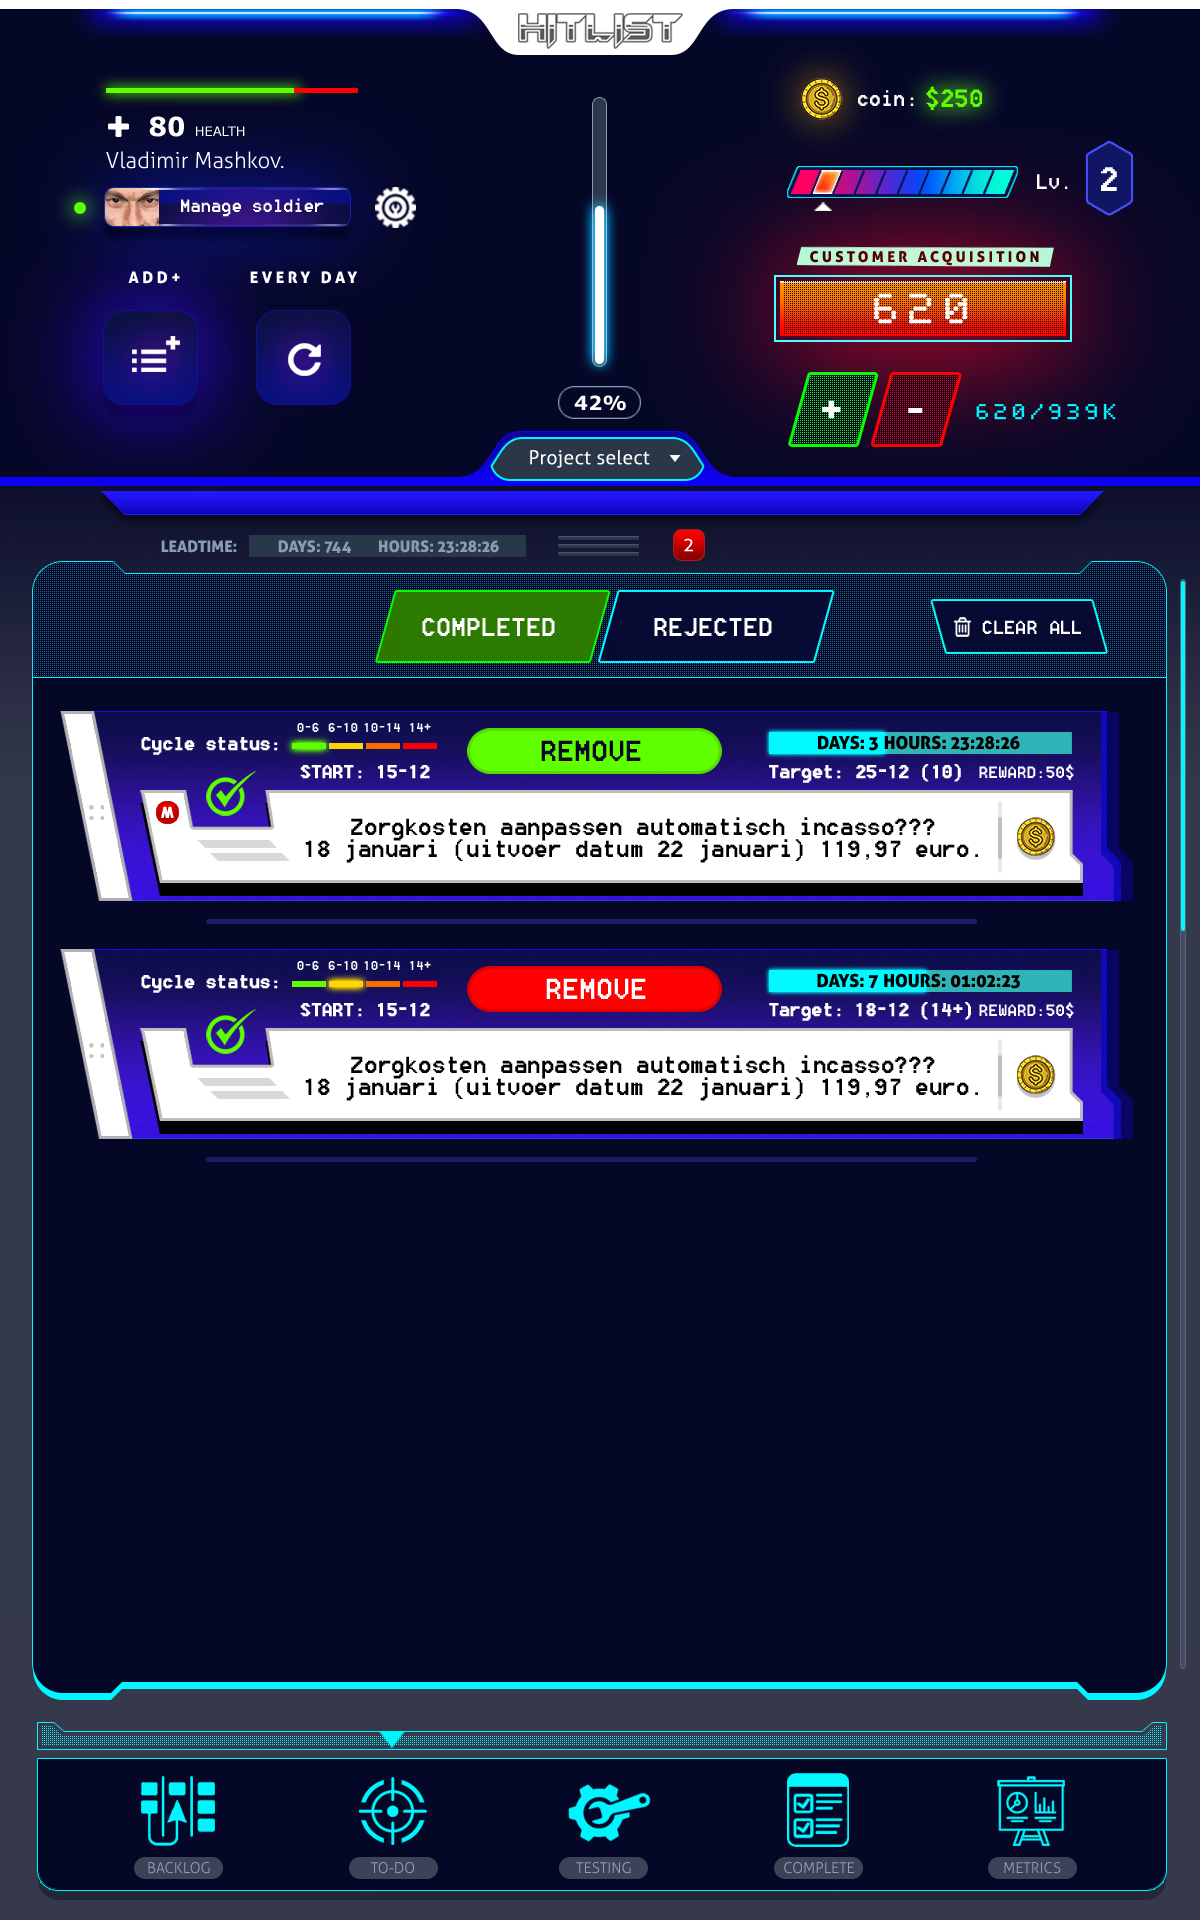 HITLIST
80 HEALTH
Vladimir Mashkov.
Manage soldier
ADD+
EVERY DAY
42%
Project select
coin: $250
Lv. 2
CUSTOMER ACQUISITION
620
+ -
620/939K
LEADTIME: DAYS: 744 HOURS: 23:28:26
2
COMPLETED
REJECTED
CLEAR ALL
0-6 6-10 10-14 14+
Cycle status:
START: 15-12
REMOVE
DAYS: 3 HOURS: 23:28:26
Target: 25-12 (10) REWARD:50$
M
Zorgkosten aanpassen automatisch incasso???
18 januari (uitvoer datum 22 januari) 119,97 euro.
0-6 6-10 10-14 14+
Cycle status:
START: 15-12
REMOVE
DAYS: 7 HOURS: 01:02:23
Target: 18-12 (14+) REWARD:50$
Zorgkosten aanpassen automatisch incasso???
18 januari (uitvoer datum 22 januari) 119,97 euro.
BACKLOG
TO-DO
TESTING
COMPLETE
METRICS